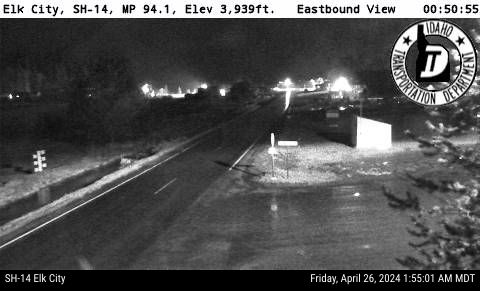 Elk City, SH-14, MP 94.1, Elev 3,939ft. Eastbound View 00:50:55
IDAHO
TRANSPORTATION DEPARTMENT
SH-14 Elk City Friday, April 26, 2024 1:55:01 AM MDT